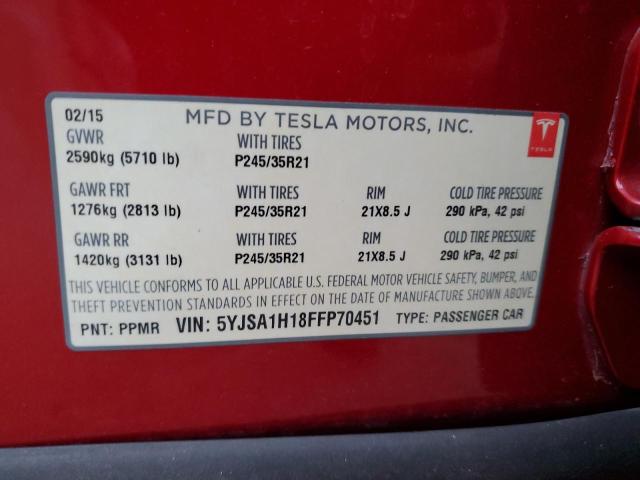 02/15 MFD BY TESLA MOTORS, INC.
GVWR WITH TIRES
2590kg (5710 lb) P245/35R21
TESLA
GAWR FRT WITH TIRES RIM COLD TIRE PRESSURE
1276kg (2813 lb) P245/35R21 21X8.5 J 290 kPa, 42 psi
GAWR RR WITH TIRES RIM COLD TIRE PRESSURE
1420kg (3131 lb) P245/35R21 21X8.5 J 290 kPa, 42 psi
THIS VEHICLE CONFORMS TO ALL APPLICABLE U.S. FEDERAL MOTOR VEHICLE SAFETY, BUMPER, AND
THEFT PREVENTION STANDARDS IN EFFECT ON THE DATE OF MANUFACTURE SHOWN ABOVE.
PNT: PPMR VIN: 5YJSA1H18FFP70451 TYPE: PASSENGER CAR